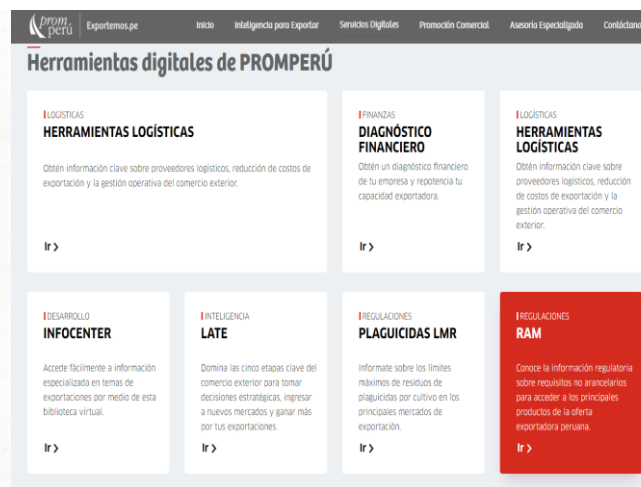 prom
perú
Exportemos.pe
Inicio
Inteligencia para Exportar
Servicios Digitales
Promoción Comercial
Asesoría Especializada
Contáctano
Herramientas digitales de PROMPERÚ
LOGÍSTICAS
HERRAMIENTAS LOGÍSTICAS
Obtén información clave sobre proveedores logísticos, reducción de costos de
exportación y la gestión operativa del comercio exterior.
Ir >
FINANZAS
DIAGNÓSTICO
FINANCIERO
Obtén un diagnóstico financiero
de tu empresa y repotencia tu
capacidad exportadora.
Ir >
LOGÍSTICAS
HERRAMIENTAS
LOGÍSTICAS
Obtén información clave sobre
proveedores logísticos, reducción
de costos de exportación y la
gestión operativa del comercio
exterior.
Ir >
DESARROLLO
INFOCENTER
Accede fácilmente a información
especializada en temas de
exportaciones por medio de esta
biblioteca virtual.
Ir >
INTELIGENCIA
LATE
Domina las cinco etapas clave del
comercio exterior para tomar
decisiones estratégicas, ingresar
a nuevos mercados y ganar más
por tus exportaciones.
Ir >
REGULACIONES
PLAGUICIDAS LMR
Informate sobre los límites
máximos de residuos de
plaguicidas por cultivo en los
principales mercados de
exportación.
Ir >
REGULACIONES
RAM
Conoce la información regulatoria
sobre requisitos no arancelarios
para acceder a los principales
productos de la oferta
exportadora peruana.
Ir >